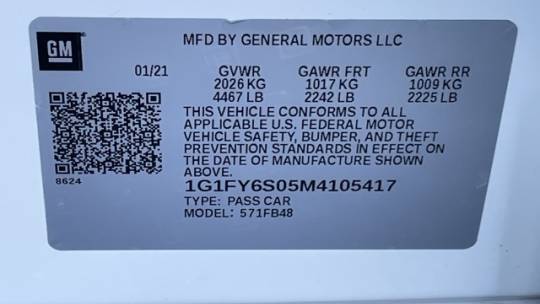 GM
MFD BY GENERAL MOTORS LLC
01/21 GVWR GAWR FRT GAWR RR
2026 KG 1017 KG 1009 KG
4467 LB 2242 LB 2225 LB
THIS VEHICLE CONFORMS TO ALL
APPLICABLE U.S. FEDERAL MOTOR
VEHICLE SAFETY, BUMPER, AND THEFT
PREVENTION STANDARDS IN EFFECT ON
THE DATE OF MANUFACTURE SHOWN
ABOVE.
8624
1G1FY6S05M4105417
TYPE: PASS CAR
MODEL: 571FB48